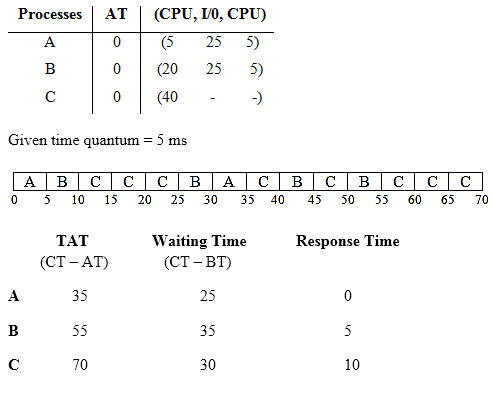 Processes AT (CPU, I/0, CPU)
A 0 (5 25 5)
B 0 (20 25 5)
C 0 (40 - -)
Given time quantum = 5 ms
A B C C C B A C B C B C C C
0 5 10 15 20 25 30 35 40 45 50 55 60 65 70
TAT Waiting Time Response Time
(CT – AT) (CT – BT)
A 35 25 0
B 55 35 5
C 70 30 10